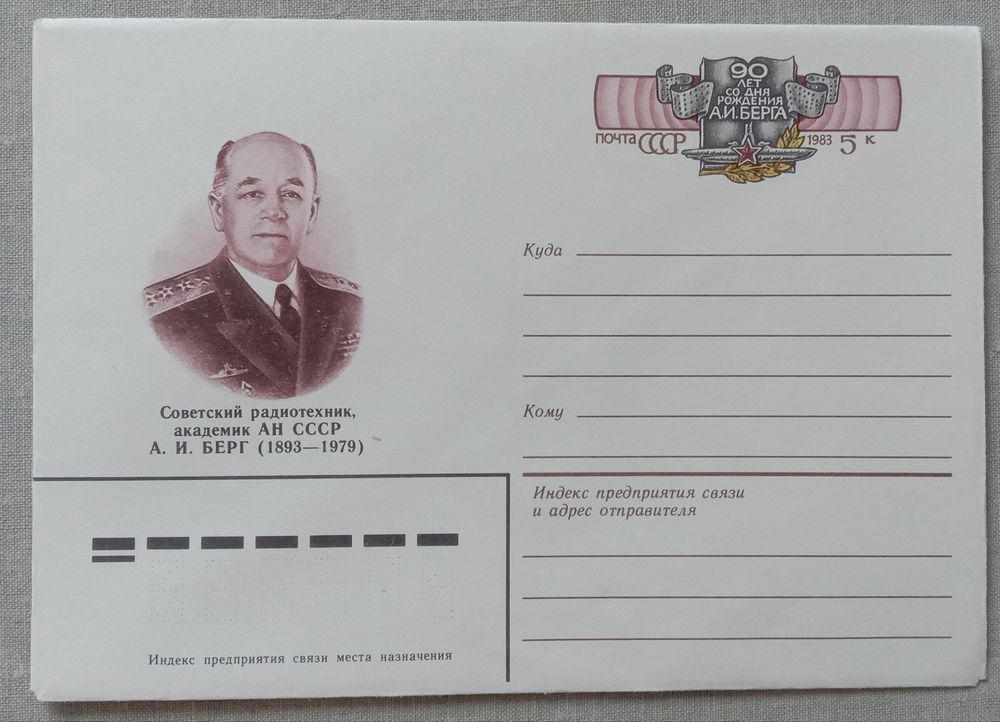 90
ЛЕТ
СО ДНЯ
РОЖДЕНИЯ
А.И.БЕРГА
ПОЧТА СССР 1983 5 К
Советский радиотехник,
академик АН СССР
А. И. БЕРГ (1893—1979)
Куда
Кому
Индекс предприятия связи
и адрес отправителя
Индекс предприятия связи места назначения